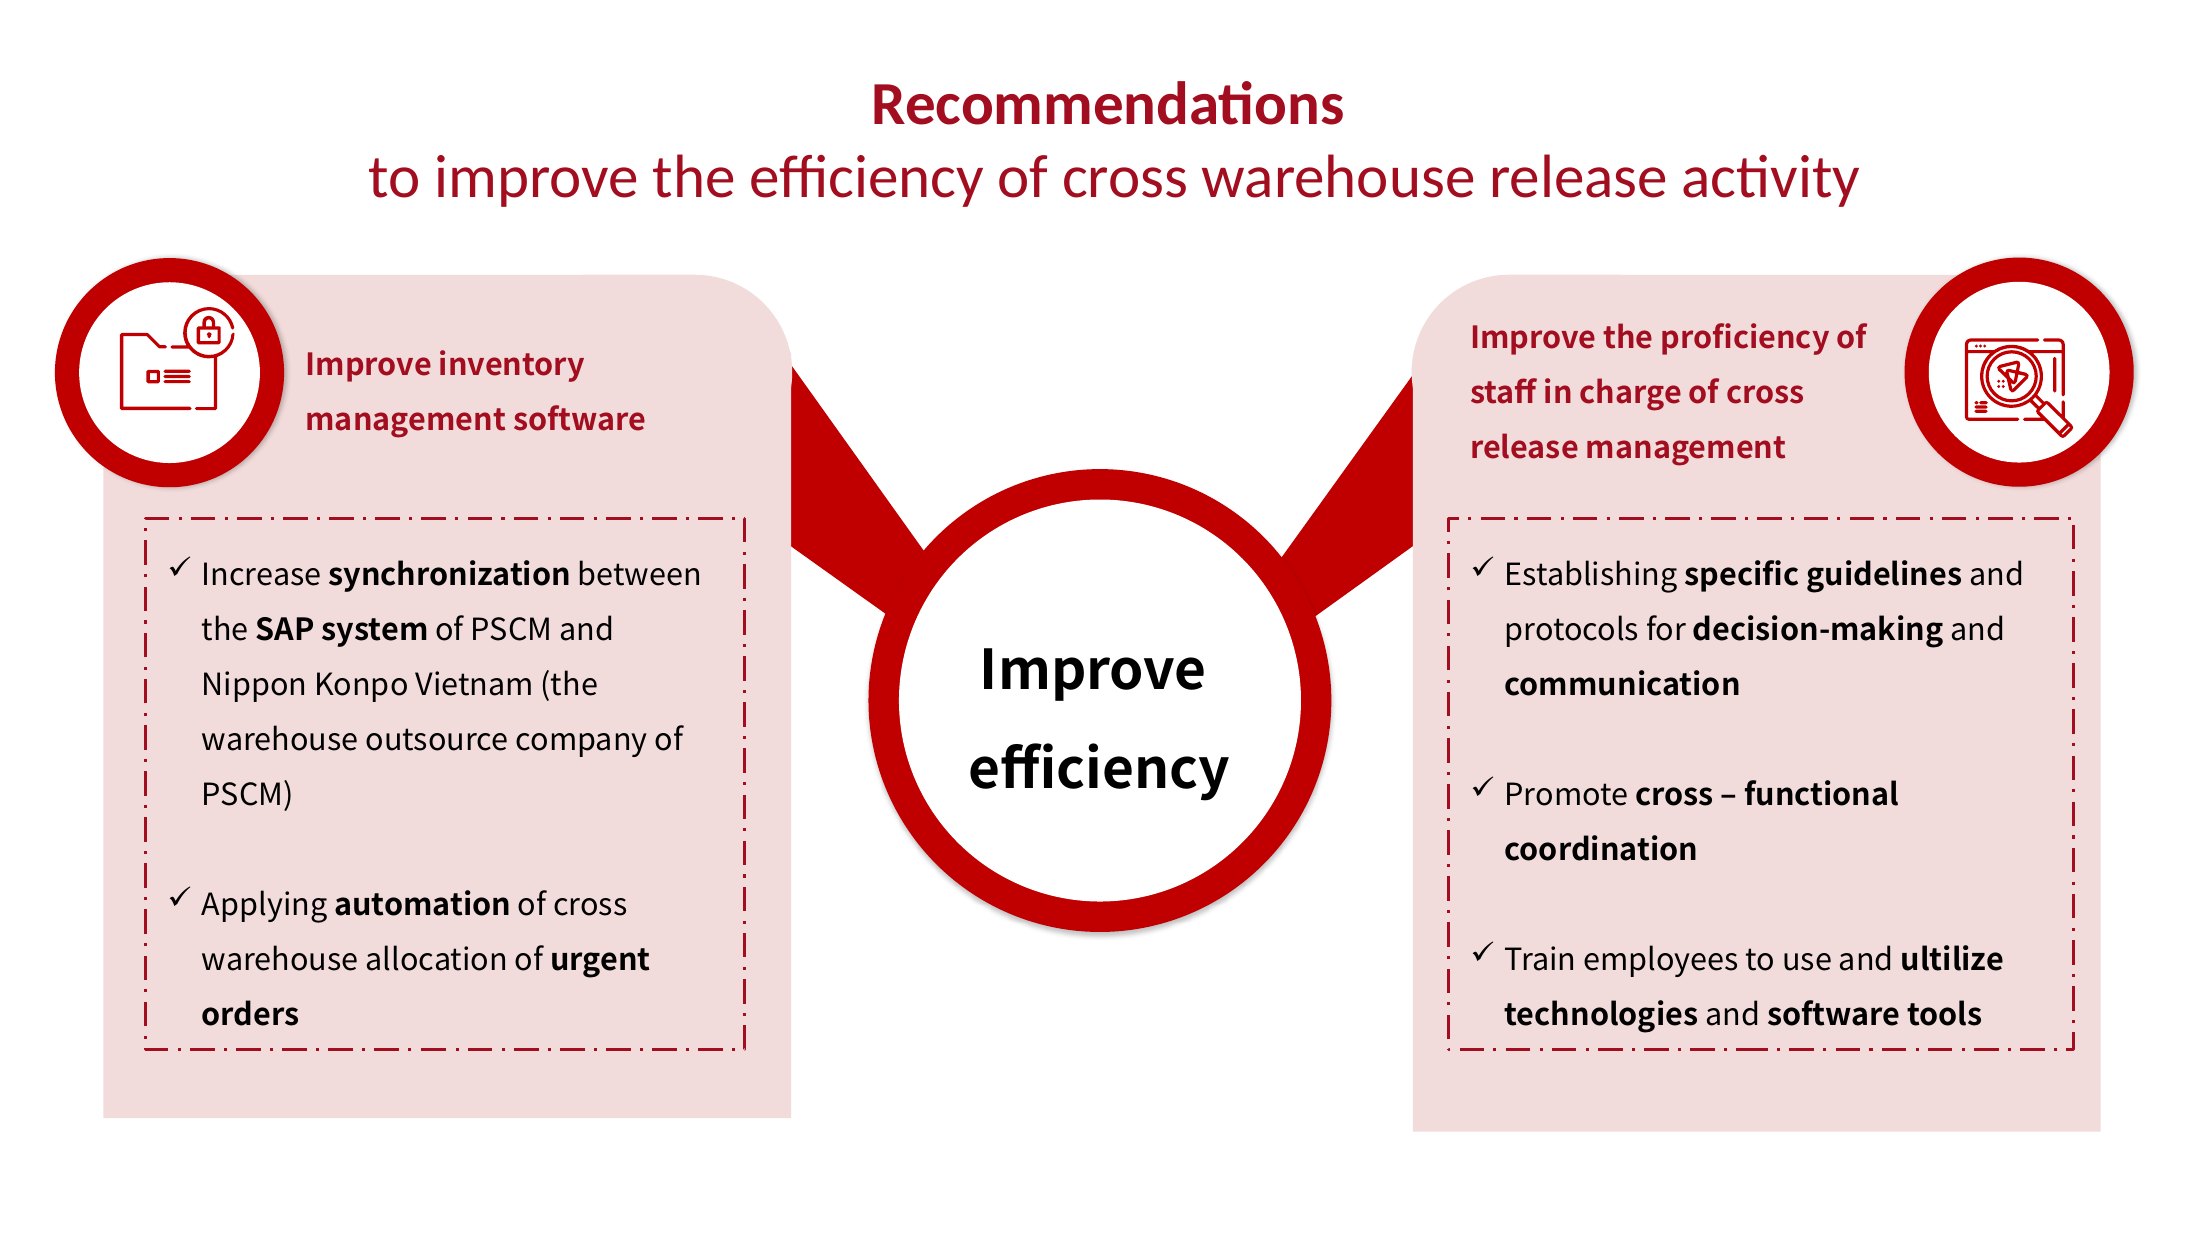 Recommendations
to improve the efficiency of cross warehouse release activity
Improve inventory
management software
✓ Increase synchronization between
the SAP system of PSCM and
Nippon Konpo Vietnam (the
warehouse outsource company of
PSCM)
✓ Applying automation of cross
warehouse allocation of urgent
orders
Improve
efficiency
Improve the proficiency of
staff in charge of cross
release management
✓ Establishing specific guidelines and
protocols for decision-making and
communication
✓ Promote cross – functional
coordination
✓ Train employees to use and ultilize
technologies and software tools